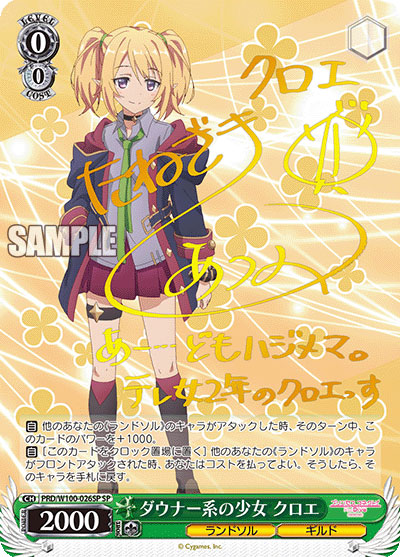 LEVEL
0
0
COST
クロエ
たねざき
あつみ
SAMPLE
あー──どもハジメマ。
テレ女2年のクロエっす
自 他のあなたの《ランドソル》のキャラがアタックした時、そのターン中、このカードのパワーを+1000。
自 [このカードをクロック置場に置く] 他のあなたの《ランドソル》のキャラがフロントアタックされた時、あなたはコストを払ってよい。そうしたら、そのキャラを手札に戻す。
CH PRD/W100-026SP SP
POWER
2000
ダウナー系の少女 クロエ
ランドソル
ギルド
© Cygames, Inc.